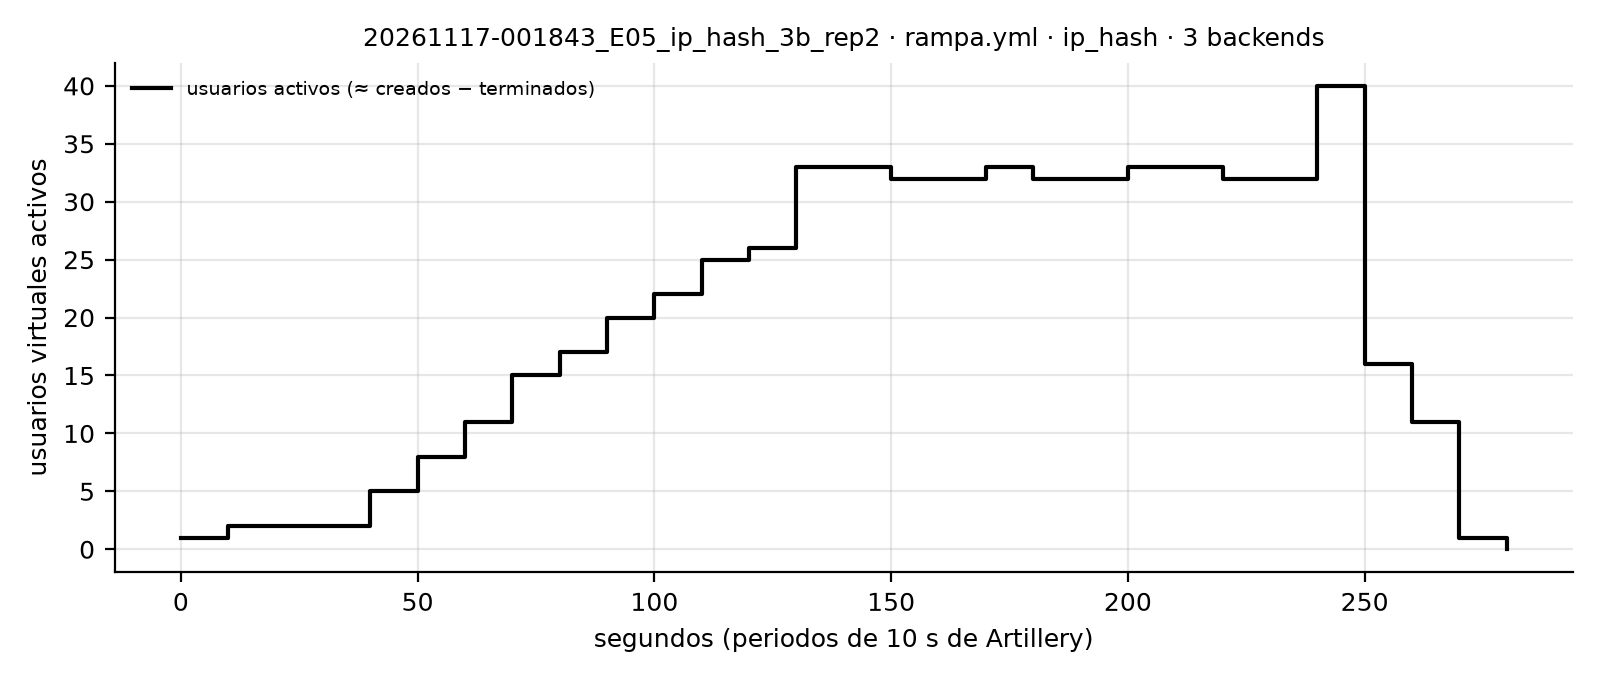 20261117-001843_E05_ip_hash_3b_rep2 · rampa.yml · ip_hash · 3 backends
usuarios activos (≈ creados − terminados)
usuarios virtuales activos
40
35
30
25
20
15
10
5
0
0 50 100 150 200 250
segundos (periodos de 10 s de Artillery)